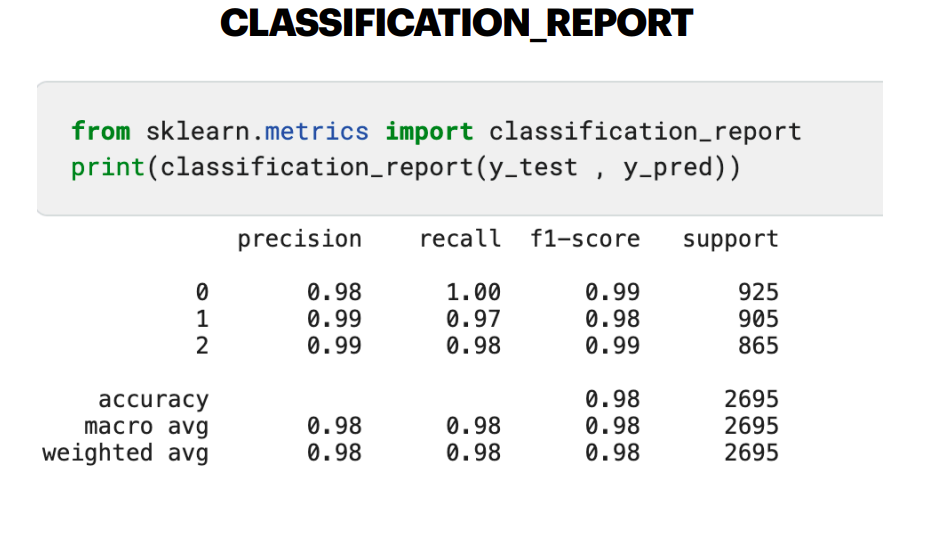 CLASSIFICATION_REPORT
from sklearn.metrics import classification_report
print(classification_report(y_test , y_pred))
precision recall f1-score support
0 0.98 1.00 0.99 925
1 0.99 0.97 0.98 905
2 0.99 0.98 0.99 865
accuracy 0.98 2695
macro avg 0.98 0.98 0.98 2695
weighted avg 0.98 0.98 0.98 2695